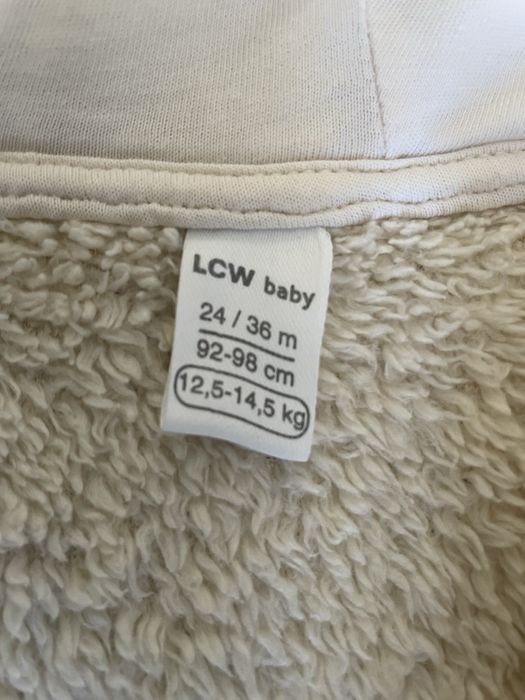 LCW baby
24 / 36 m
92-98 cm
12,5-14,5 kg